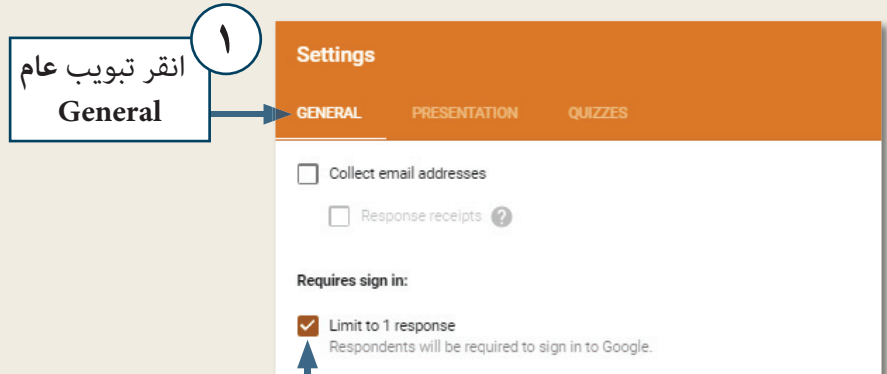 ١
انقر تبويب عام
General
Settings
GENERAL PRESENTATION QUIZZES
Collect email addresses
Response receipts ?
Requires sign in:
Limit to 1 response
Respondents will be required to sign in to Google.